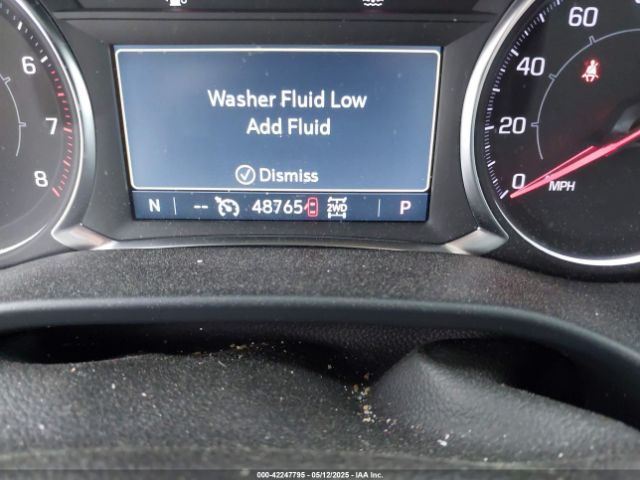 Washer Fluid Low
Add Fluid
Dismiss
N -- 48765 2WD P
6
7
8
60
40
20
0
MPH
000-42247795 - 05/12/2025 - IAA Inc.